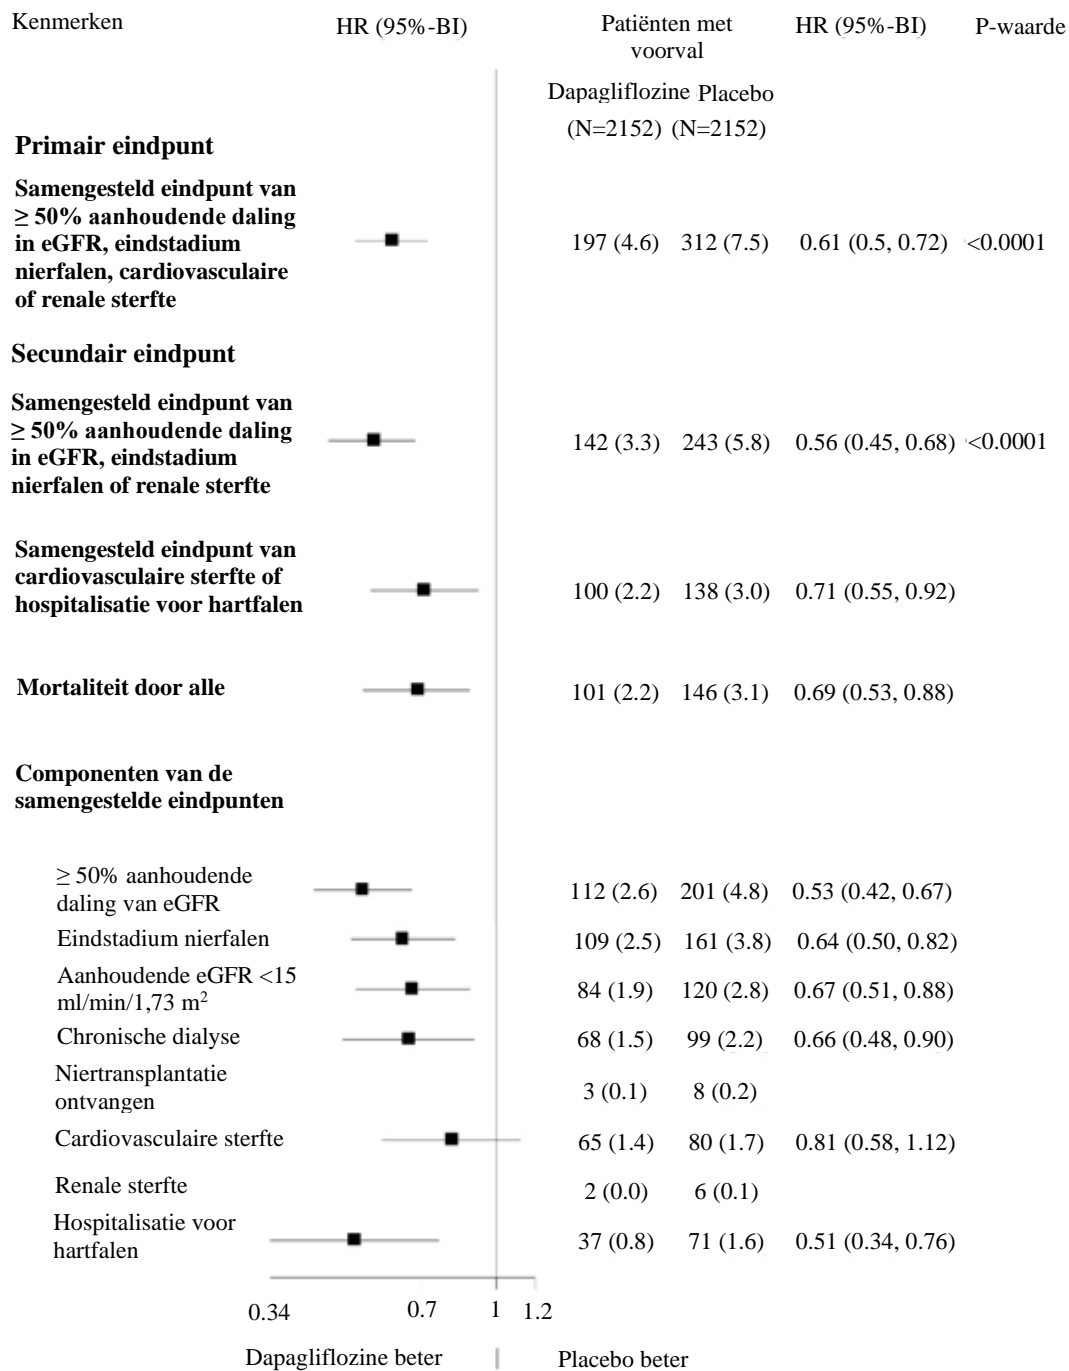 Kenmerken HR (95%-BI) Patiënten met HR (95%-BI) P-waarde
voorval
Dapagliflozine Placebo
(N=2152) (N=2152)
Primair eindpunt
Samengesteld eindpunt van
≥ 50% aanhoudende daling
in eGFR, eindstadium 197 (4.6) 312 (7.5) 0.61 (0.5, 0.72) <0.0001
nierfalen, cardiovasculaire
of renale sterfte
Secundair eindpunt
Samengesteld eindpunt van
≥ 50% aanhoudende daling
in eGFR, eindstadium 142 (3.3) 243 (5.8) 0.56 (0.45, 0.68) <0.0001
nierfalen of renale sterfte
Samengesteld eindpunt van
cardiovasculaire sterfte of
hospitalisatie voor hartfalen 100 (2.2) 138 (3.0) 0.71 (0.55, 0.92)
Mortaliteit door alle 101 (2.2) 146 (3.1) 0.69 (0.53, 0.88)
Componenten van de
samengestelde eindpunten
≥ 50% aanhoudende
daling van eGFR 112 (2.6) 201 (4.8) 0.53 (0.42, 0.67)
Eindstadium nierfalen 109 (2.5) 161 (3.8) 0.64 (0.50, 0.82)
Aanhoudende eGFR <15
ml/min/1,73 m² 84 (1.9) 120 (2.8) 0.67 (0.51, 0.88)
Chronische dialyse 68 (1.5) 99 (2.2) 0.66 (0.48, 0.90)
Niertransplantatie
ontvangen 3 (0.1) 8 (0.2)
Cardiovasculaire sterfte 65 (1.4) 80 (1.7) 0.81 (0.58, 1.12)
Renale sterfte 2 (0.0) 6 (0.1)
Hospitalisatie voor
hartfalen 37 (0.8) 71 (1.6) 0.51 (0.34, 0.76)
0.34 0.7 1 1.2
Dapagliflozine beter Placebo beter